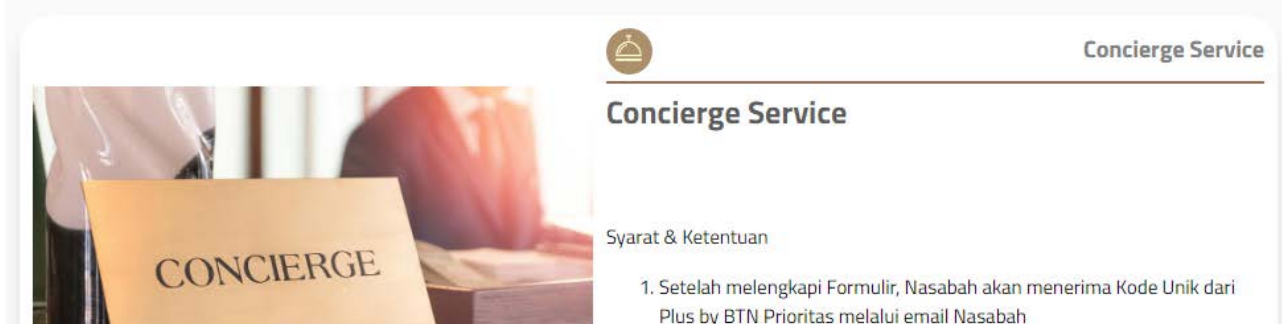 Concierge Service
Concierge Service
CONCIERGE
Syarat & Ketentuan
1. Setelah melengkapi Formulir, Nasabah akan menerima Kode Unik dari
Plus by BTN Prioritas melalui email Nasabah